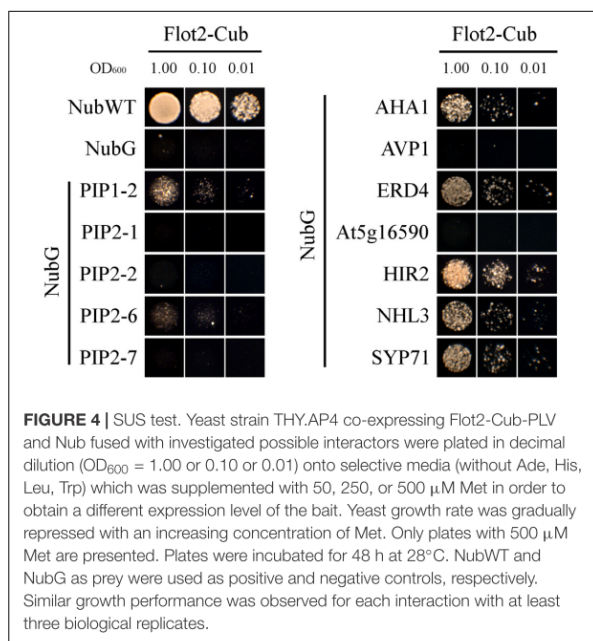 Flot2-Cub
OD600 1.00 0.10 0.01
NubWT
NubG
NubG
PIP1-2
PIP2-1
PIP2-2
PIP2-6
PIP2-7
Flot2-Cub
1.00 0.10 0.01
NubG
AHA1
AVP1
ERD4
At5g16590
HIR2
NHL3
SYP71
FIGURE 4 | SUS test. Yeast strain THY.AP4 co-expressing Flot2-Cub-PLV
and Nub fused with investigated possible interactors were plated in decimal
dilution (OD600 = 1.00 or 0.10 or 0.01) onto selective media (without Ade, His,
Leu, Trp) which was supplemented with 50, 250, or 500 μM Met in order to
obtain a different expression level of the bait. Yeast growth rate was gradually
repressed with an increasing concentration of Met. Only plates with 500 μM
Met are presented. Plates were incubated for 48 h at 28°C. NubWT and
NubG as prey were used as positive and negative controls, respectively.
Similar growth performance was observed for each interaction with at least
three biological replicates.